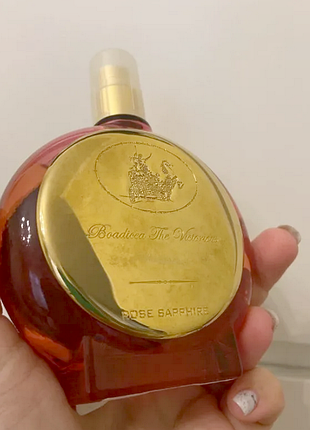 Boadicea The Victorious
ROSE SAPPHIRE